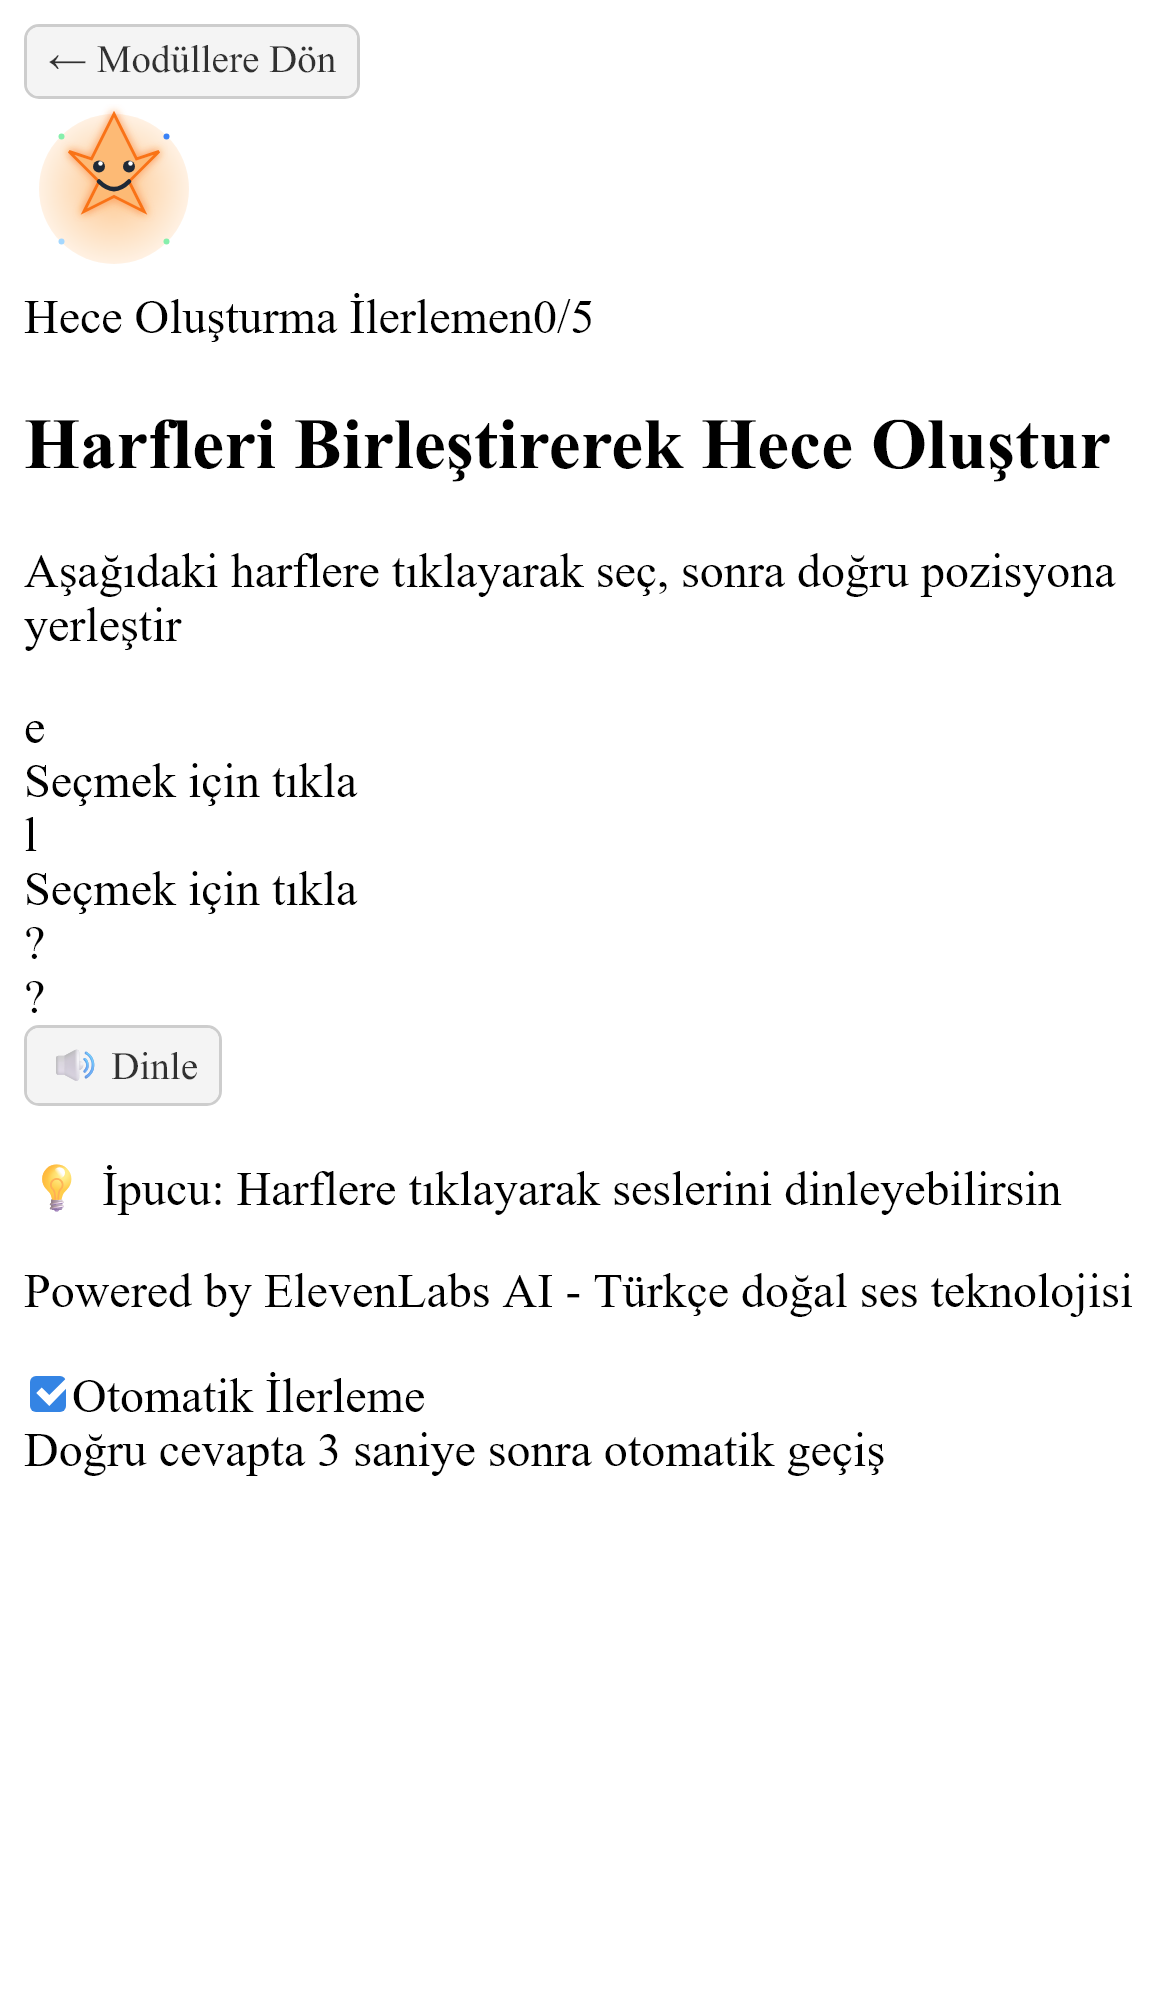 ← Modüllere Dön
Hece Oluşturma İlerlemen0/5
Harfleri Birleştirerek Hece Oluştur
Aşağıdaki harflere tıklayarak seç, sonra doğru pozisyona
yerleştir
e
Seçmek için tıkla
l
Seçmek için tıkla
?
?
🔊 Dinle
💡 İpucu: Harflere tıklayarak seslerini dinleyebilirsin
Powered by ElevenLabs AI - Türkçe doğal ses teknolojisi
Otomatik İlerleme
Doğru cevapta 3 saniye sonra otomatik geçiş